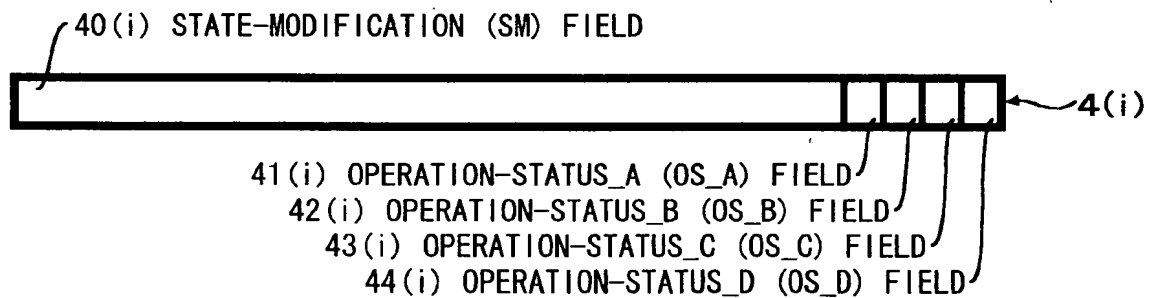 40(i) STATE-MODIFICATION (SM) FIELD
4(i)
41(i) OPERATION-STATUS_A (OS_A) FIELD
42(i) OPERATION-STATUS_B (OS_B) FIELD
43(i) OPERATION-STATUS_C (OS_C) FIELD
44(i) OPERATION-STATUS_D (OS_D) FIELD